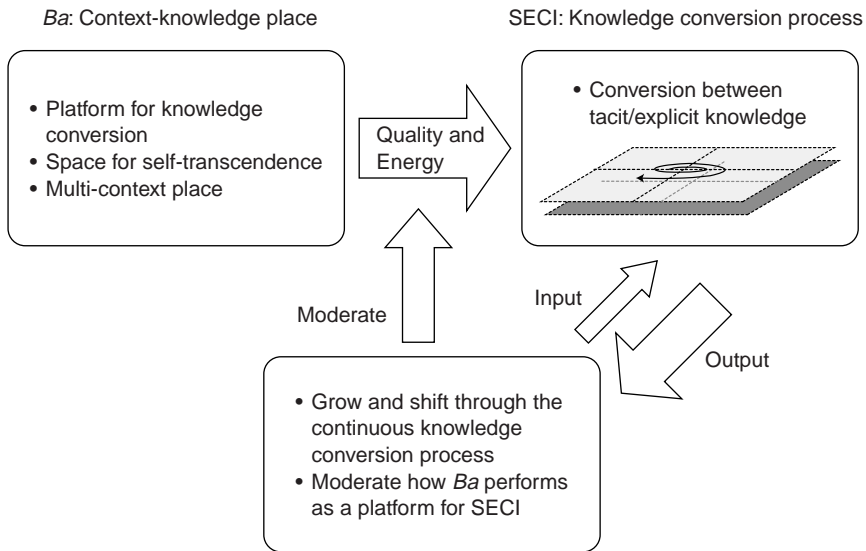 Ba: Context-knowledge place
SECI: Knowledge conversion process
• Platform for knowledge
conversion
• Space for self-transcendence
• Multi-context place
Quality and
Energy
• Conversion between
tacit/explicit knowledge
Moderate
Input
Output
• Grow and shift through the
continuous knowledge
conversion process
• Moderate how Ba performs
as a platform for SECI